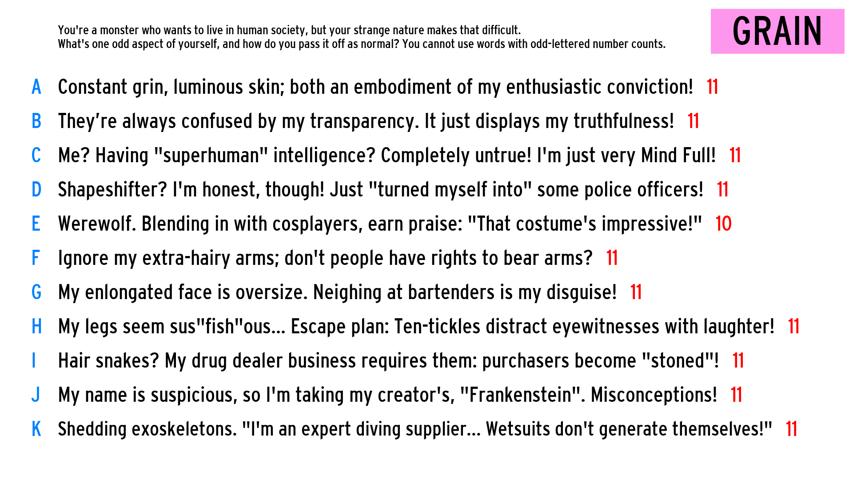 You're a monster who wants to live in human society, but your strange nature makes that difficult.
What's one odd aspect of yourself, and how do you pass it off as normal? You cannot use words with odd-lettered number counts.
GRAIN
A Constant grin, luminous skin; both an embodiment of my enthusiastic conviction! 11
B They're always confused by my transparency. It just displays my truthfulness! 11
C Me? Having "superhuman" intelligence? Completely untrue! I'm just very Mind Full! 11
D Shapeshifter? I'm honest, though! Just "turned myself into" some police officers! 11
E Werewolf. Blending in with cosplayers, earn praise: "That costume's impressive!" 10
F Ignore my extra-hairy arms; don't people have rights to bear arms? 11
G My enlongated face is oversize. Neighing at bartenders is my disguise! 11
H My legs seem sus"fish"ous... Escape plan: Ten-tickles distract eyewitnesses with laughter! 11
I Hair snakes? My drug dealer business requires them: purchasers become "stoned"! 11
J My name is suspicious, so I'm taking my creator's, "Frankenstein". Misconceptions! 11
K Shedding exoskeletons. "I'm an expert diving supplier... Wetsuits don't generate themselves!" 11